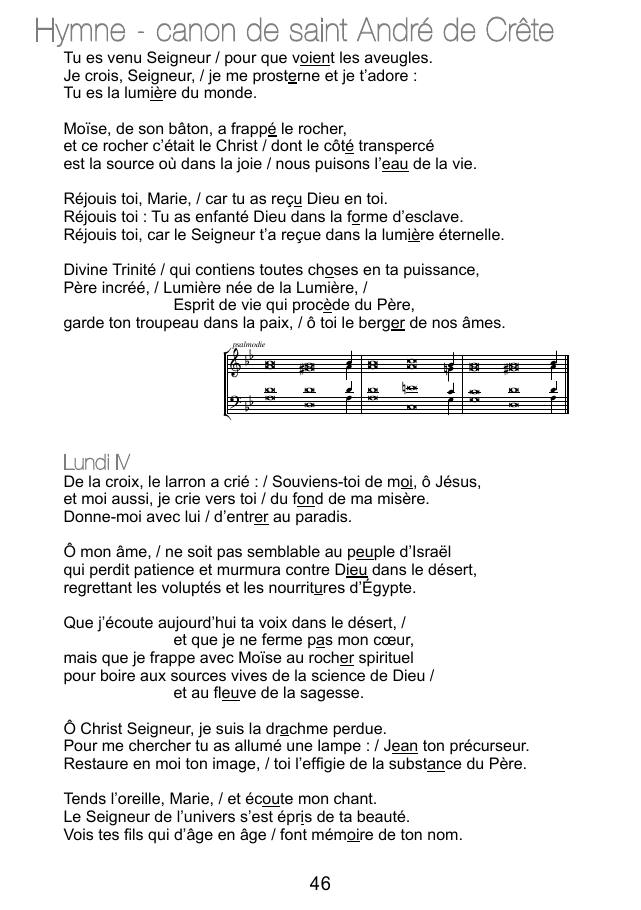 Hymne - canon de saint André de Crête
Tu es venu Seigneur / pour que voient les aveugles.
Je crois, Seigneur, / je me prosterne et je t’adore :
Tu es la lumière du monde.
Moïse, de son bâton, a frappé le rocher,
et ce rocher c’était le Christ / dont le côté transpercé
est la source où dans la joie / nous puisons l’eau de la vie.
Réjouis toi, Marie, / car tu as reçu Dieu en toi.
Réjouis toi : Tu as enfanté Dieu dans la forme d’esclave.
Réjouis toi, car le Seigneur t’a reçue dans la lumière éternelle.
Divine Trinité / qui contiens toutes choses en ta puissance,
Père incréé, / Lumière née de la Lumière, /
Esprit de vie qui procède du Père,
garde ton troupeau dans la paix, / ô toi le berger de nos âmes.
psalmodie
Lundi IV
De la croix, le larron a crié : / Souviens-toi de moi, ô Jésus,
et moi aussi, je crie vers toi / du fond de ma misère.
Donne-moi avec lui / d’entrer au paradis.
Ô mon âme, / ne soit pas semblable au peuple d’Israël
qui perdit patience et murmura contre Dieu dans le désert,
regrettant les voluptés et les nourritures d’Égypte.
Que j’écoute aujourd’hui ta voix dans le désert, /
et que je ne ferme pas mon cœur,
mais que je frappe avec Moïse au rocher spirituel
pour boire aux sources vives de la science de Dieu /
et au fleuve de la sagesse.
Ô Christ Seigneur, je suis la drachme perdue.
Pour me chercher tu as allumé une lampe : / Jean ton précurseur.
Restaure en moi ton image, / toi l’effigie de la substance du Père.
Tends l’oreille, Marie, / et écoute mon chant.
Le Seigneur de l’univers s’est épris de ta beauté.
Vois tes fils qui d’âge en âge / font mémoire de ton nom.
46